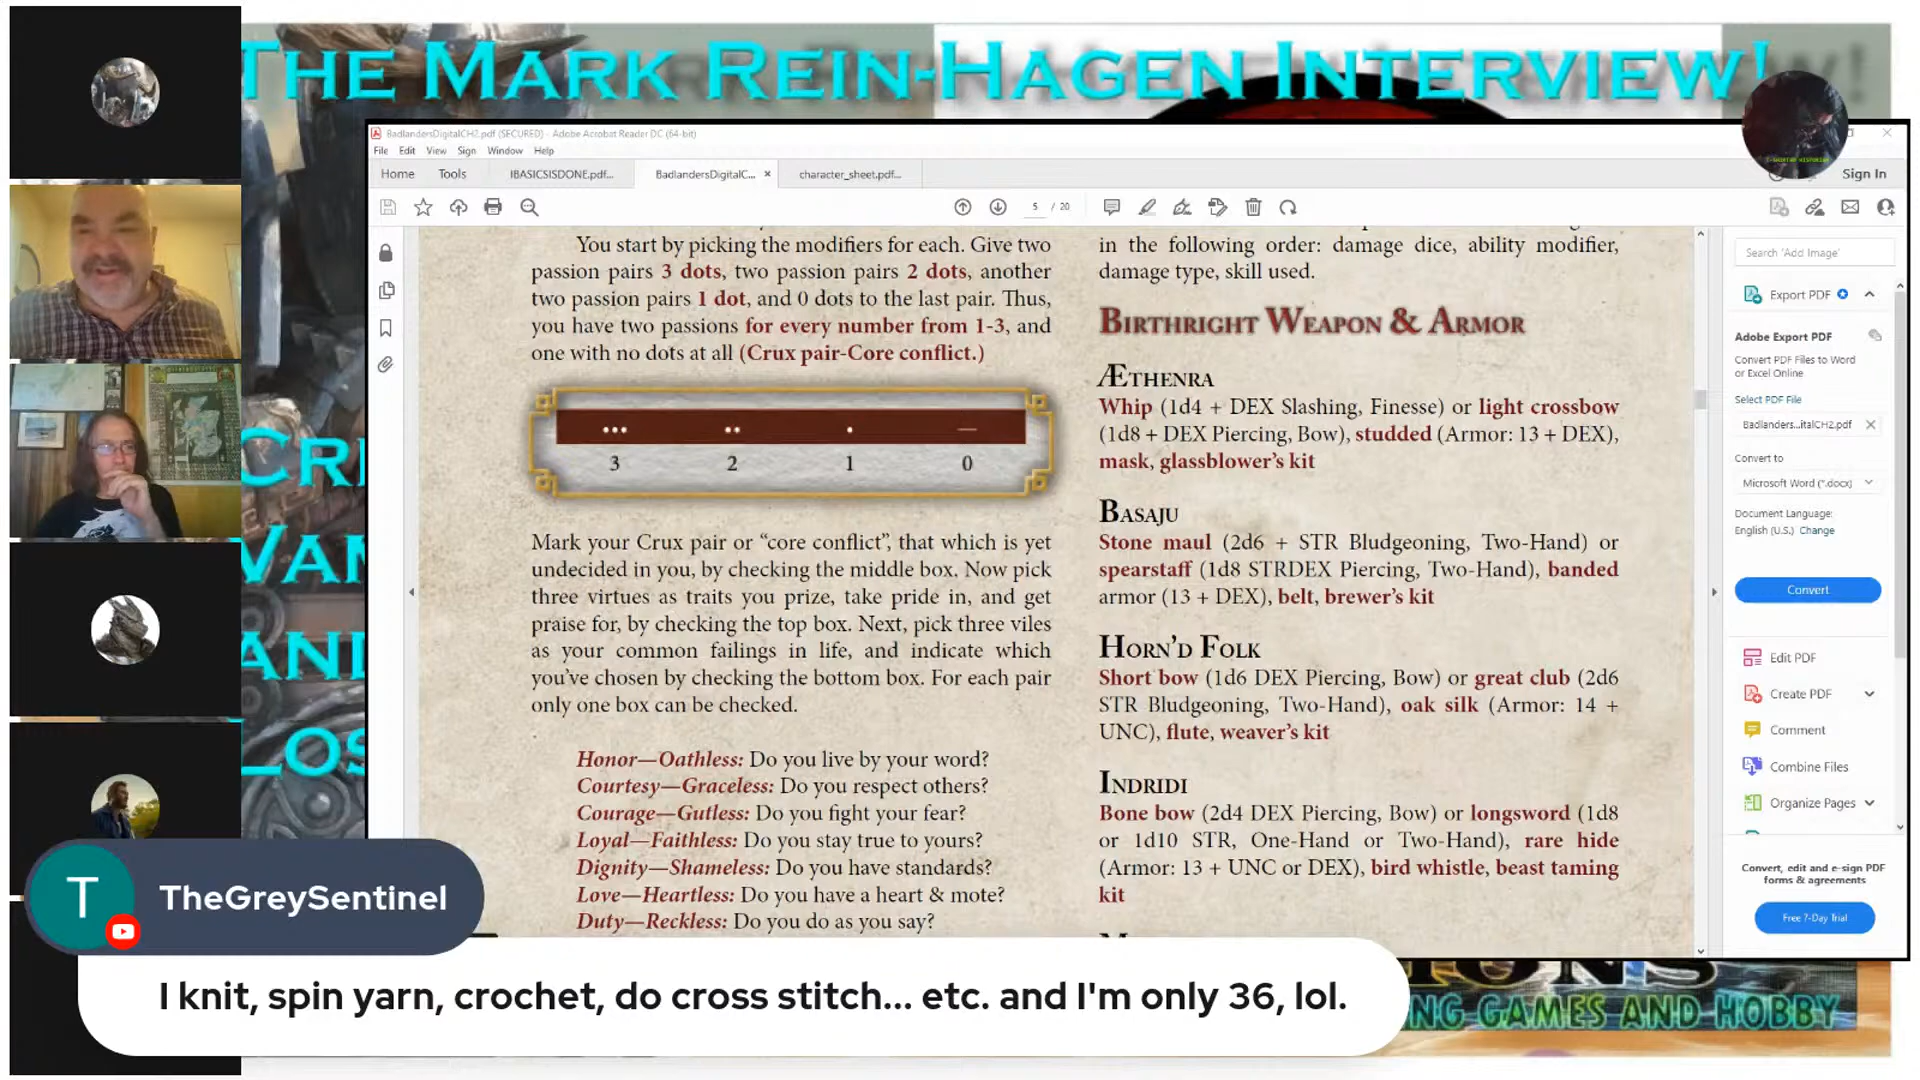 THE MARK REIN-HAGEN INTERVIEW!
BadlandersDigitalCH2.pdf (SECURED) - Adobe Acrobat Reader DC (64-bit)
File Edit View Sign Window Help
Home Tools IBASICSISDONE.pdf... BadlandersDigitalC... × character_sheet.pdf... Sign In
5 / 20
You start by picking the modifiers for each. Give two
passion pairs 3 dots, two passion pairs 2 dots, another
two passion pairs 1 dot, and 0 dots to the last pair. Thus,
you have two passions for every number from 1-3, and
one with no dots at all (Crux pair-Core conflict.)
3 2 1 0
Mark your Crux pair or “core conflict”, that which is yet
undecided in you, by checking the middle box. Now pick
three virtues as traits you prize, take pride in, and get
praise for, by checking the top box. Next, pick three viles
as your common failings in life, and indicate which
you’ve chosen by checking the bottom box. For each pair
only one box can be checked.
Honor—Oathless: Do you live by your word?
Courtesy—Graceless: Do you respect others?
Courage—Gutless: Do you fight your fear?
Loyal—Faithless: Do you stay true to yours?
Dignity—Shameless: Do you have standards?
Love—Heartless: Do you have a heart & mote?
Duty—Reckless: Do you do as you say?
in the following order: damage dice, ability modifier,
damage type, skill used.
BIRTHRIGHT WEAPON & ARMOR
ÆTHENRA
Whip (1d4 + DEX Slashing, Finesse) or light crossbow
(1d8 + DEX Piercing, Bow), studded (Armor: 13 + DEX),
mask, glassblower’s kit
BASAJU
Stone maul (2d6 + STR Bludgeoning, Two-Hand) or
spearstaff (1d8 STRDEX Piercing, Two-Hand), banded
armor (13 + DEX), belt, brewer’s kit
HORN’D FOLK
Short bow (1d6 DEX Piercing, Bow) or great club (2d6
STR Bludgeoning, Two-Hand), oak silk (Armor: 14 +
UNC), flute, weaver’s kit
INDRIDI
Bone bow (2d4 DEX Piercing, Bow) or longsword (1d8
or 1d10 STR, One-Hand or Two-Hand), rare hide
(Armor: 13 + UNC or DEX), bird whistle, beast taming
kit
Search 'Add Image'
Export PDF
Adobe Export PDF
Convert PDF Files to Word
or Excel Online
Select PDF File
Badlanders...italCH2.pdf ×
Convert to
Microsoft Word (*.docx)
Document Language:
English (U.S.) Change
Convert
Edit PDF
Create PDF
Comment
Combine Files
Organize Pages
Convert, edit and e-sign PDF
forms & agreements
Free 7-Day Trial
T TheGreySentinel
I knit, spin yarn, crochet, do cross stitch... etc. and I'm only 36, lol.
NG GAMES AND HOBBY